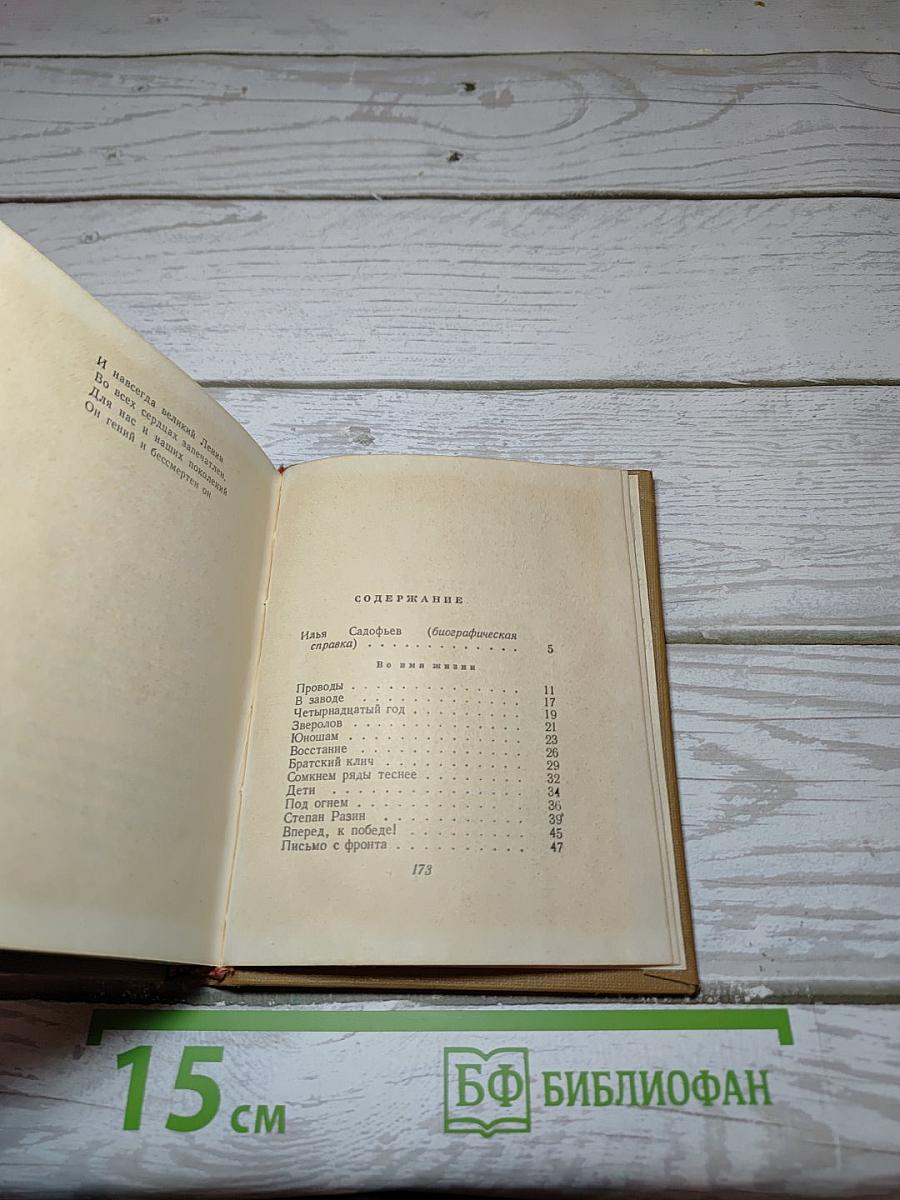 И навсегда великий Ленин
Во всех сердцах запечатлен,
Для нас и наших поколений
Он гений и бессмертен он
СОДЕРЖАНИЕ
Илья Садофьев (биографическая
справка) . . . . . . . . . . . . . 5
Во имя жизни
Проводы . . . . . . . . . . . . . . 11
В заводе . . . . . . . . . . . . . . 17
Четырнадцатый год . . . . . . . . . 19
Зверолов . . . . . . . . . . . . . . 21
Юношам . . . . . . . . . . . . . . 23
Восстание . . . . . . . . . . . . . . 26
Братский клич . . . . . . . . . . . . 29
Сомкнем ряды теснее . . . . . . . . 32
Дети . . . . . . . . . . . . . . . 34
Под огнем . . . . . . . . . . . . . 36
Степан Разин . . . . . . . . . . . 39
Вперед, к победе! . . . . . . . . . 45
Письмо с фронта . . . . . . . . . . 47
173
15 см
БФ БИБЛИОФАН